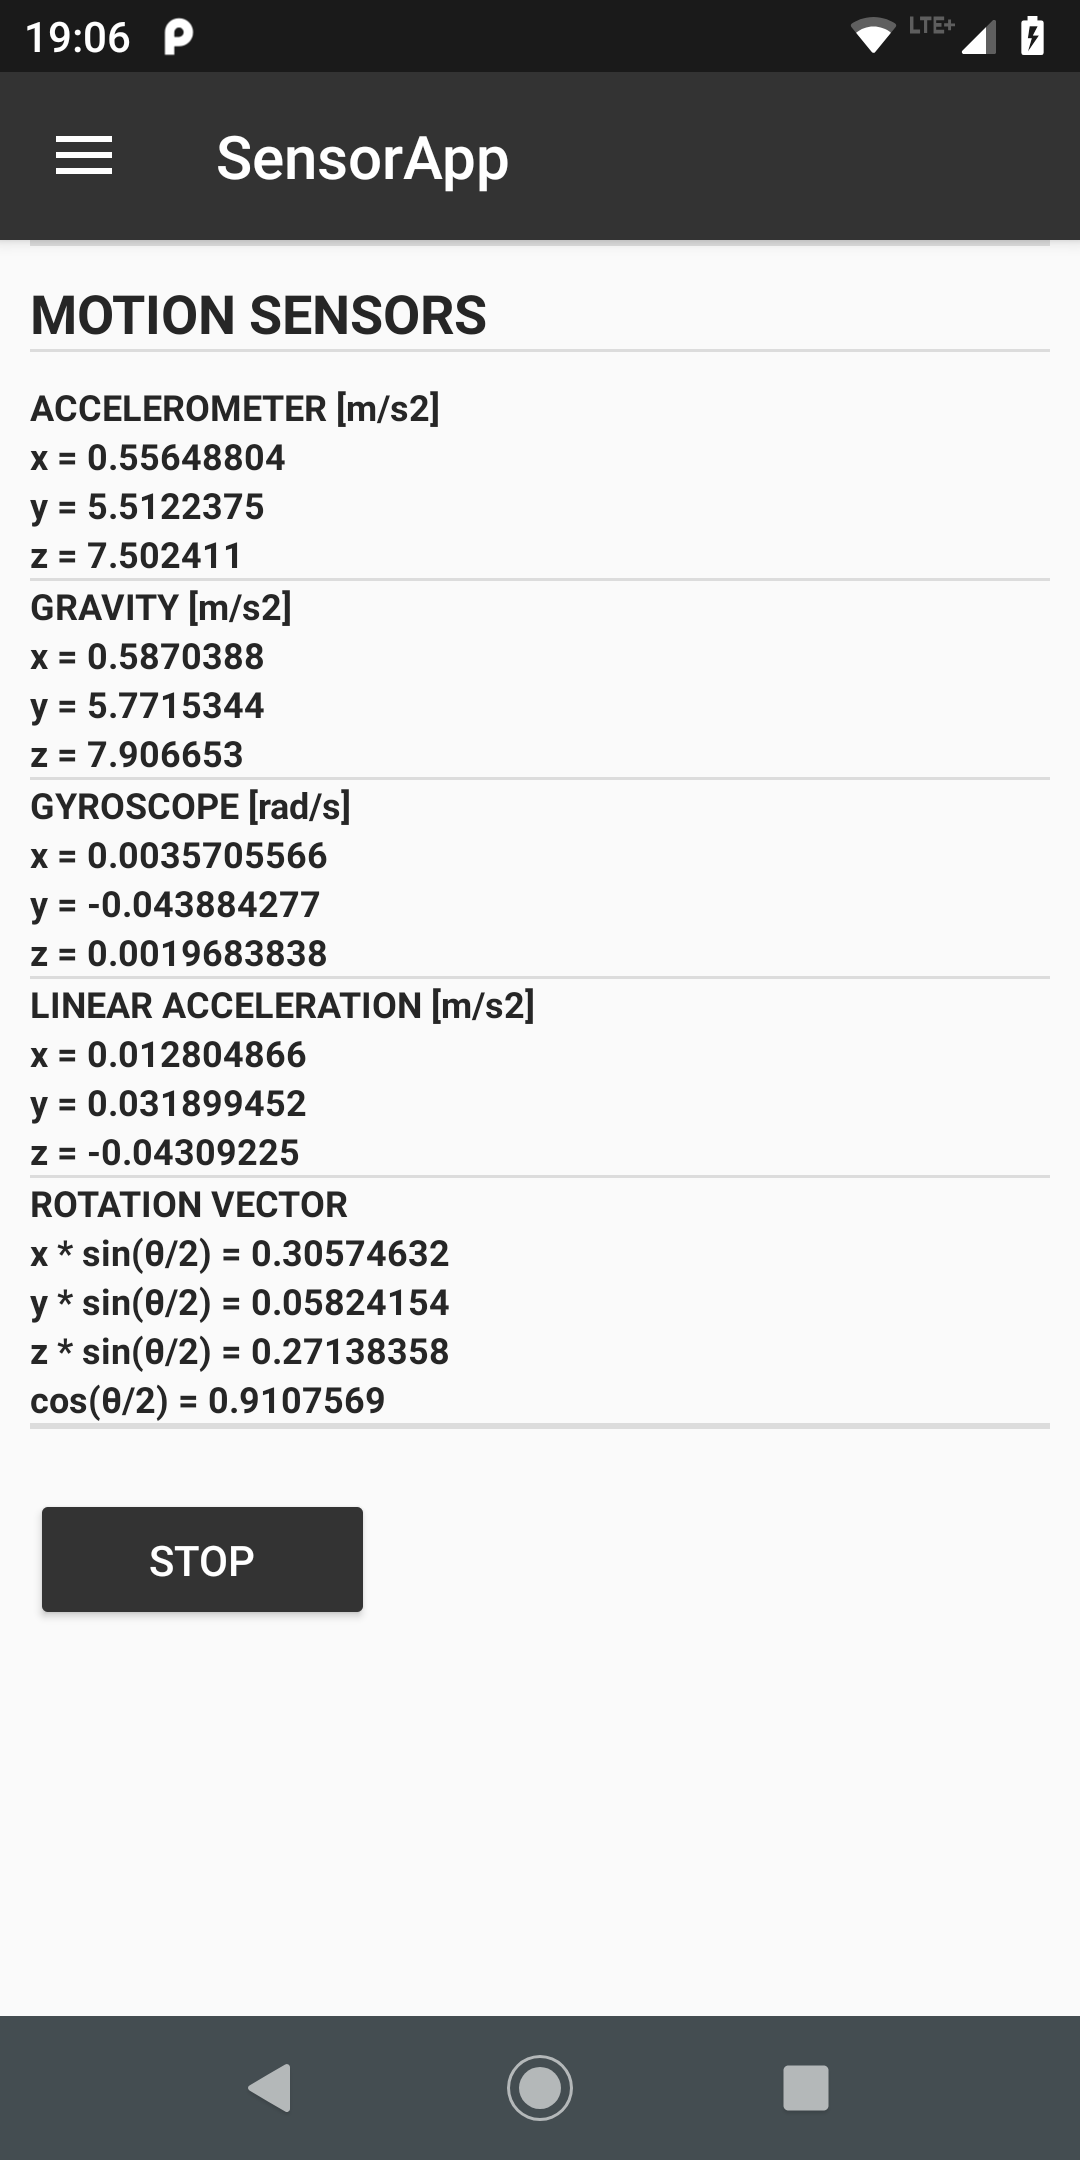 19:06
LTE+
SensorApp
MOTION SENSORS
ACCELEROMETER [m/s2]
x = 0.55648804
y = 5.5122375
z = 7.502411
GRAVITY [m/s2]
x = 0.5870388
y = 5.7715344
z = 7.906653
GYROSCOPE [rad/s]
x = 0.0035705566
y = -0.043884277
z = 0.0019683838
LINEAR ACCELERATION [m/s2]
x = 0.012804866
y = 0.031899452
z = -0.04309225
ROTATION VECTOR
x * sin(θ/2) = 0.30574632
y * sin(θ/2) = 0.05824154
z * sin(θ/2) = 0.27138358
cos(θ/2) = 0.9107569
STOP